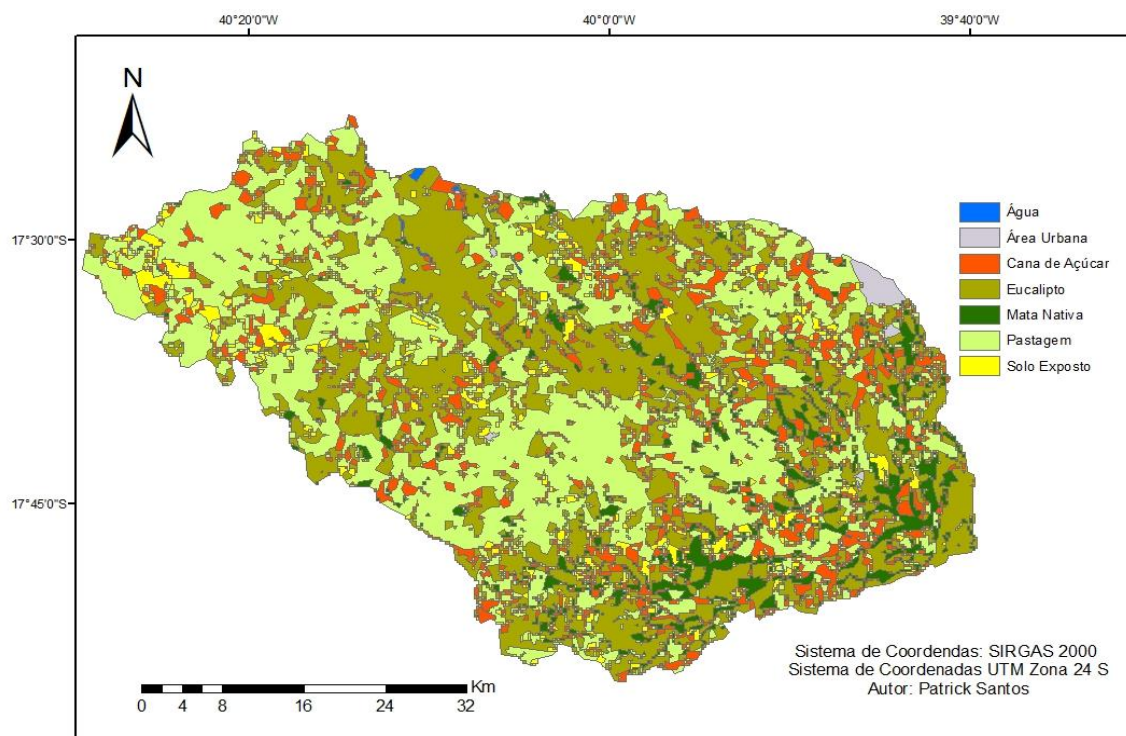 40°20'0"W
40°0'0"W
39°40'0"W
N
17°30'0"S
17°45'0"S
Água
Área Urbana
Cana de Açúcar
Eucalipto
Mata Nativa
Pastagem
Solo Exposto
Sistema de Coordendas: SIRGAS 2000
Sistema de Coordenadas UTM Zona 24 S
Autor: Patrick Santos
Km
0 4 8 16 24 32